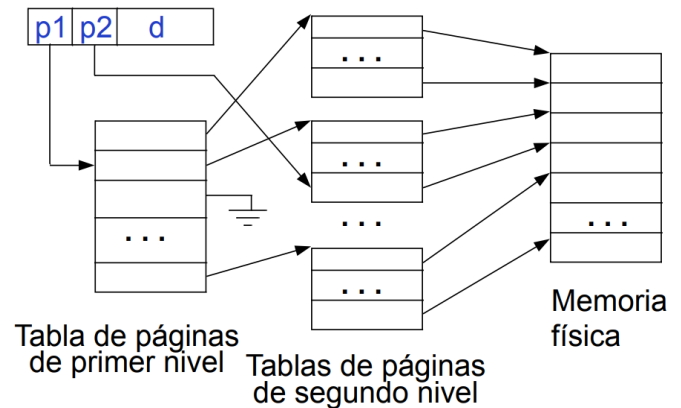 p1 p2 d
. . .
. . .
. . .
. . .
. . .
. . .
. . .
Tabla de páginas
de primer nivel
Tablas de páginas
de segundo nivel
Memoria
física